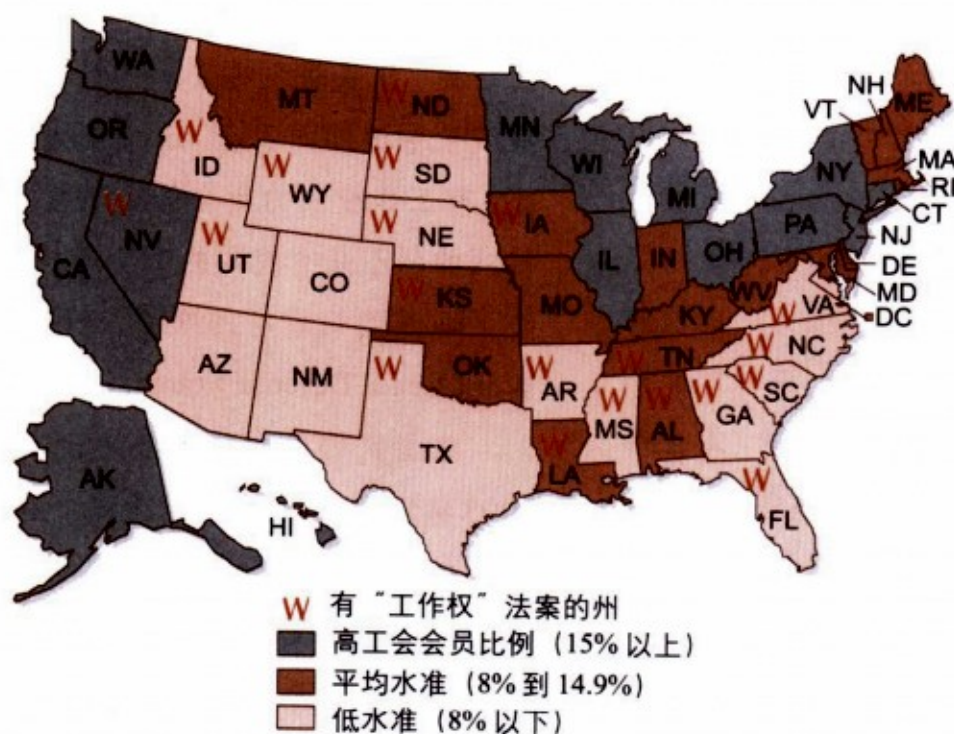 WA
MT
W ND
MN
NH
VT
ME
OR
W ID
W WY
W SD
WI
MI
NY
MA
RI
CT
W NV
W UT
CO
W NE
W IA
IL
IN
OH
PA
NJ
DE
MD
DC
CA
W KS
MO
KY
WV
W VA
AZ
NM
OK
W AR
W TN
W NC
W SC
W TX
W LA
W MS
W AL
W GA
W FL
AK
HI
W 有“工作权”法案的州
高工会会员比例 (15% 以上)
平均水准 (8% 到 14.9%)
低水准 (8% 以下)